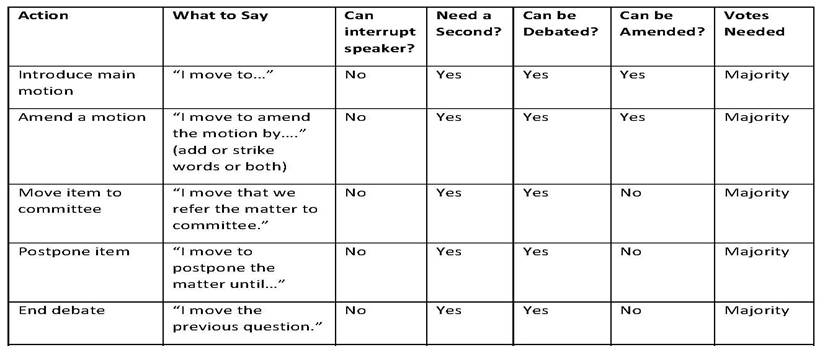 Action What to Say Can interrupt speaker? Need a Second? Can be Debated? Can be Amended? Votes Needed
Introduce main motion “I move to…” No Yes Yes Yes Majority
Amend a motion “I move to amend the motion by….” (add or strike words or both) No Yes Yes Yes Majority
Move item to committee “I move that we refer the matter to committee.” No Yes Yes No Majority
Postpone item “I move to postpone the matter until…” No Yes Yes No Majority
End debate “I move the previous question.” No Yes Yes No Majority